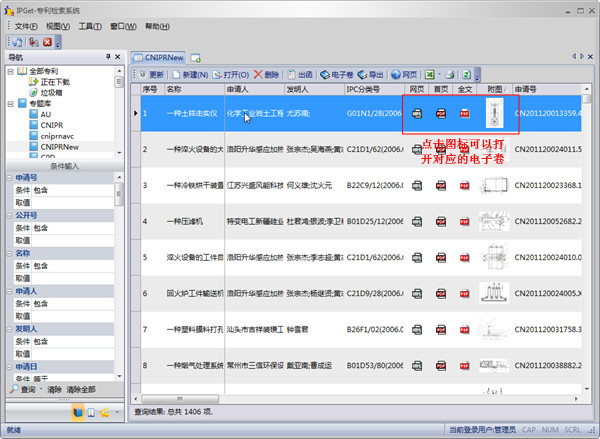 IPGet-专利检索系统
文件(F) 视图(Z) 工具(T) 窗口(W) 帮助(H)
导航
全部专利
正在下载
垃圾箱
专题库
AU
CNIPR
cniprnavc
CNIPRNew
条件输入
申请号
条件 包含
取值
公开号
条件 包含
取值
名称
条件 包含
取值
申请人
条件 包含
取值
发明人
条件 包含
取值
申请日
条件 等于
查询 清除 清除全部
CNIPRNew
更新 新建(N) 打开(O) 删除 出函 电子卷 导出 网页
序号 名称 申请人 发明人 IPC分类号 网页 首页 全文 附图 / 申请号
1 一种土样击实仪 化学工业岩土工程 尤苏南; G01N1/28(2006. CN201120013359.4
点击图标可以打
开对应的电子卷
2 一种淬火设备的大 洛阳升华感应加热 张宗杰;吴海燕;黄 C21D1/62(2006. CN201120024011.5
3 一种冷铁烘干装置 江苏兴盛风能科技 何义雄;沈火元 B22C9/12(2006. CN201120023368.1
4 一种压滤机 特变电工新疆硅业 杜君鸿;银波;李卫 B01D25/12(2006 CN201120052682.2
5 淬火设备的工件自 洛阳升华感应加热 张宗杰;李志超;黄 C21D1/62(2006. CN201120024010.0
6 回火炉工件输送机 洛阳升华感应加热 张宗杰;杨继贤;黄 C21D9/28(2006. CN201120024005.
7 一种塑料膜料打孔 汕头市吉祥装璜工 钟雪君 B26F1/02(2006. CN201120031758.3
8 一种烟气处理系统 常州市三值环保设 戴亚南;曹成运 B01D53/80(2006 CN201120038882.2
查询结果: 总共 1406 项.
就绪 当前登录用户:管理员 CAP NUM SCRL